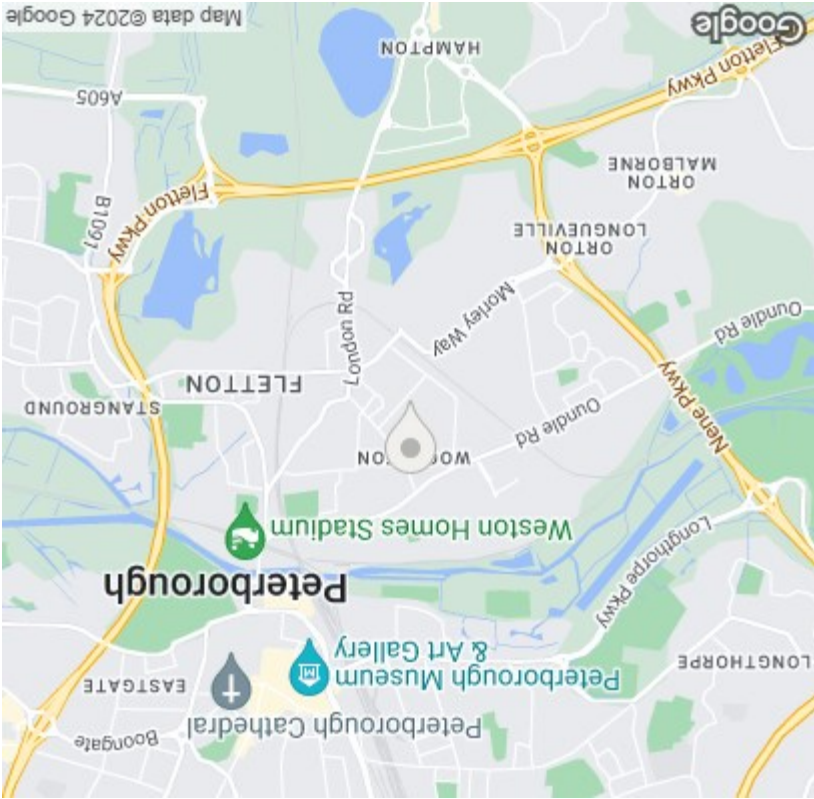 Boongate
EASTGATE
Peterborough Cathedral
Peterborough Museum
& Art Gallery
LONGTHORPE
Longthorpe Pkwy
Peterborough
Weston Homes Stadium
Nene Pkwy
Oundle Rd
Oundle Rd
STANGROUND
FLETTON
London Rd
Morley Way
ORTON
LONGUEVILLE
ORTON
MALBORNE
Fletton Pkwy
B1091
A605
HAMPTON
Fletton Pkwy
Google
Map data ©2024 Google